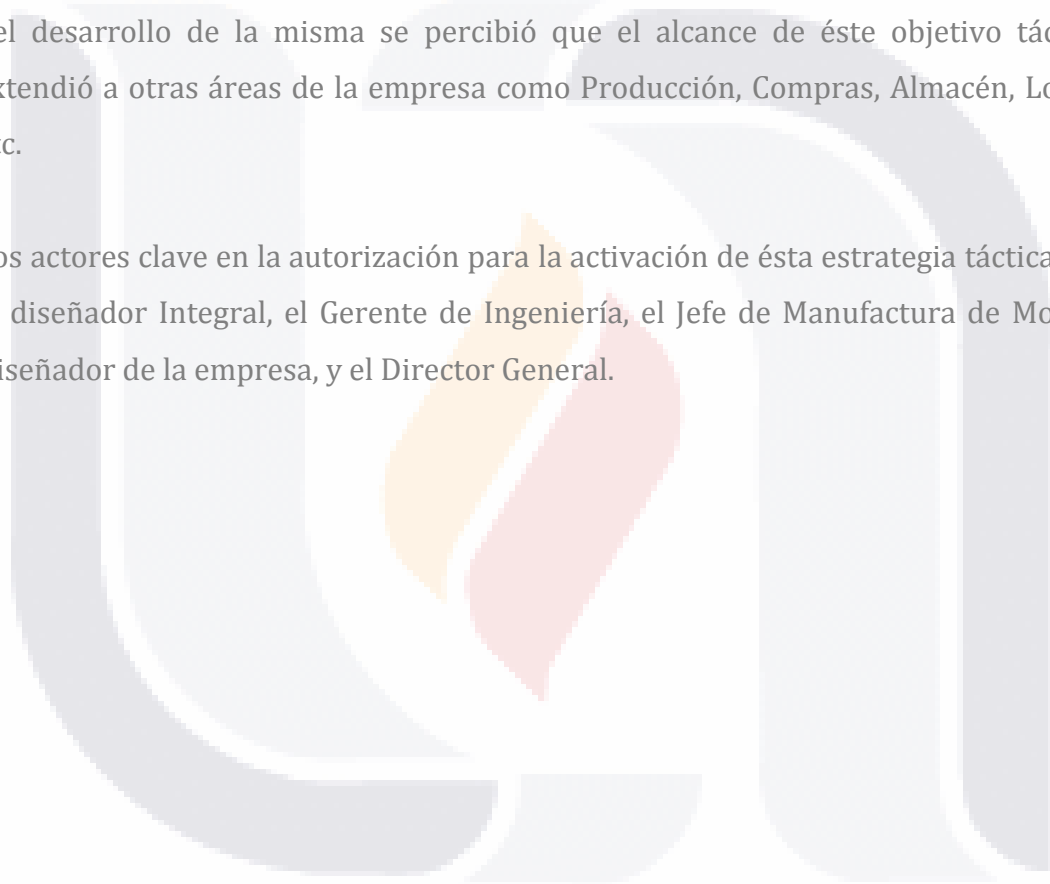 el desarrollo de la misma se percibió que el alcance de éste objetivo tác
xtendió a otras áreas de la empresa como Producción, Compras, Almacén, Lo
tc.
os actores clave en la autorización para la activación de ésta estrategia táctica
diseñador Integral, el Gerente de Ingeniería, el Jefe de Manufactura de Mo
iseñador de la empresa, y el Director General.